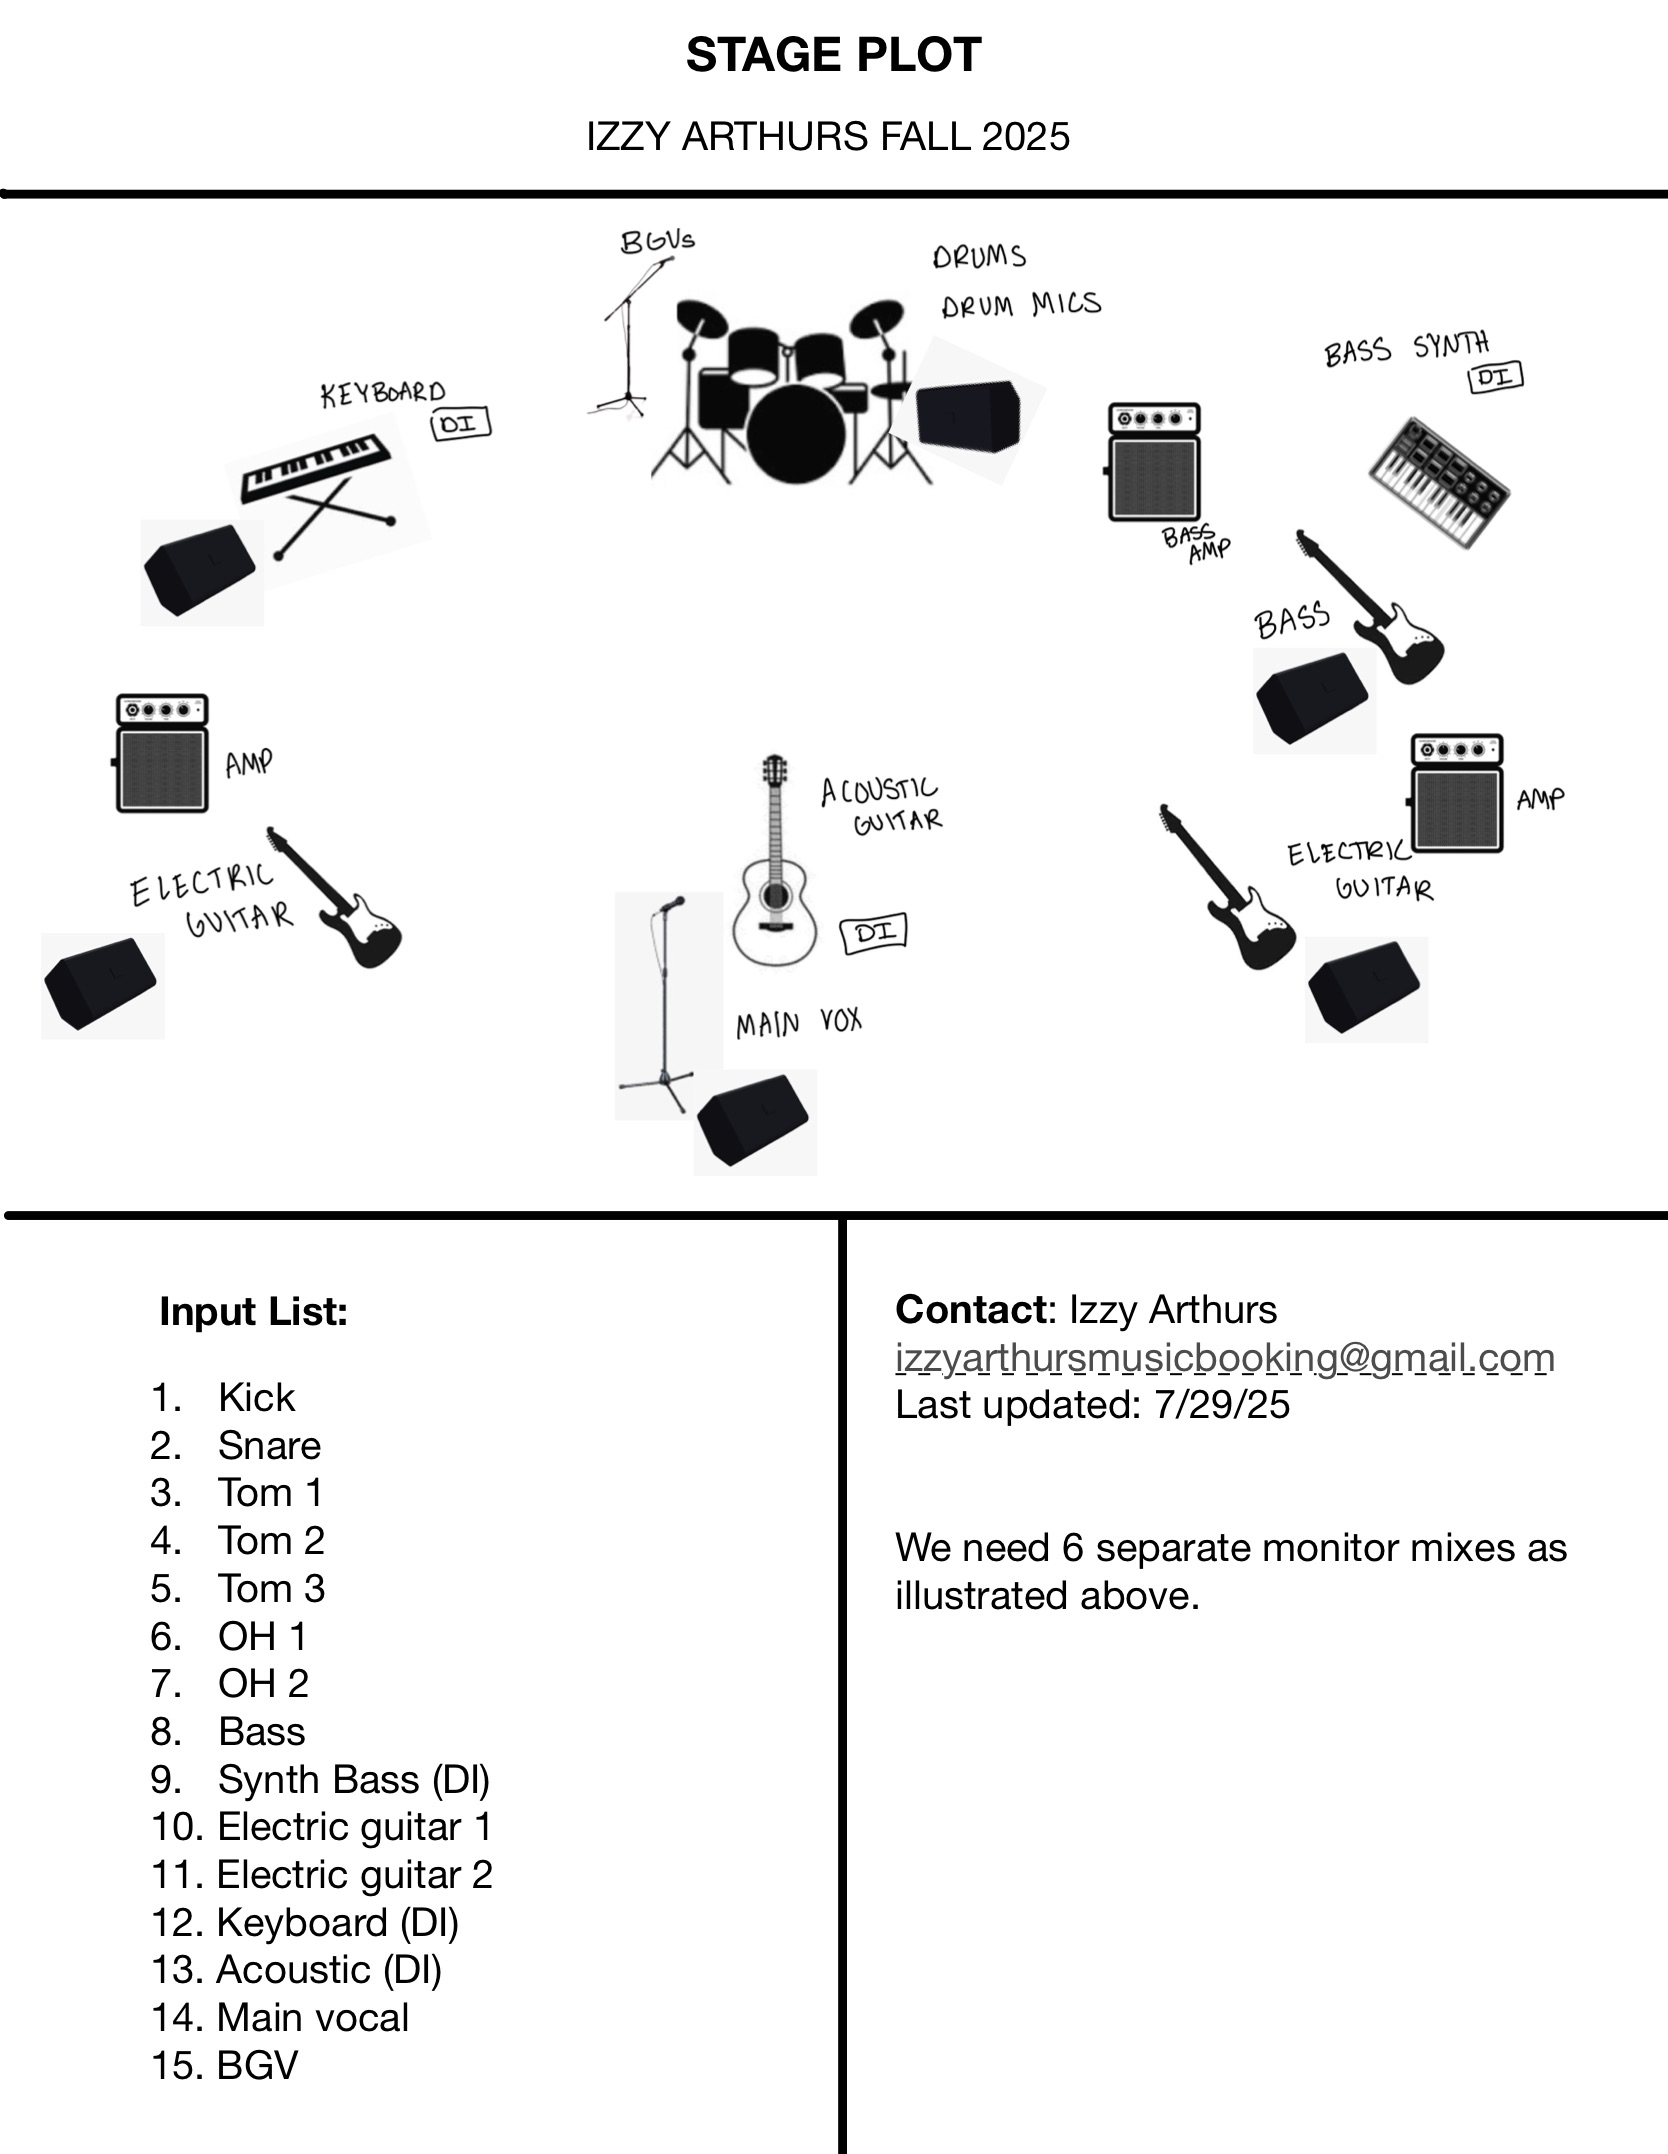 STAGE PLOT
IZZY ARTHURS FALL 2025
BGVs
DRUMS
DRUM MICS
BASS SYNTH
DI
KEYBOARD
DI
BASS
AMP
BASS
AMP
AMP
ELECTRIC
GUITAR
ACOUSTIC
GUITAR
DI
ELECTRIC
GUITAR
MAIN VOX
Input List:
1. Kick
2. Snare
3. Tom 1
4. Tom 2
5. Tom 3
6. OH 1
7. OH 2
8. Bass
9. Synth Bass (DI)
10. Electric guitar 1
11. Electric guitar 2
12. Keyboard (DI)
13. Acoustic (DI)
14. Main vocal
15. BGV
Contact: Izzy Arthurs
izzyarthursmusicbooking@gmail.com
Last updated: 7/29/25
We need 6 separate monitor mixes as
illustrated above.